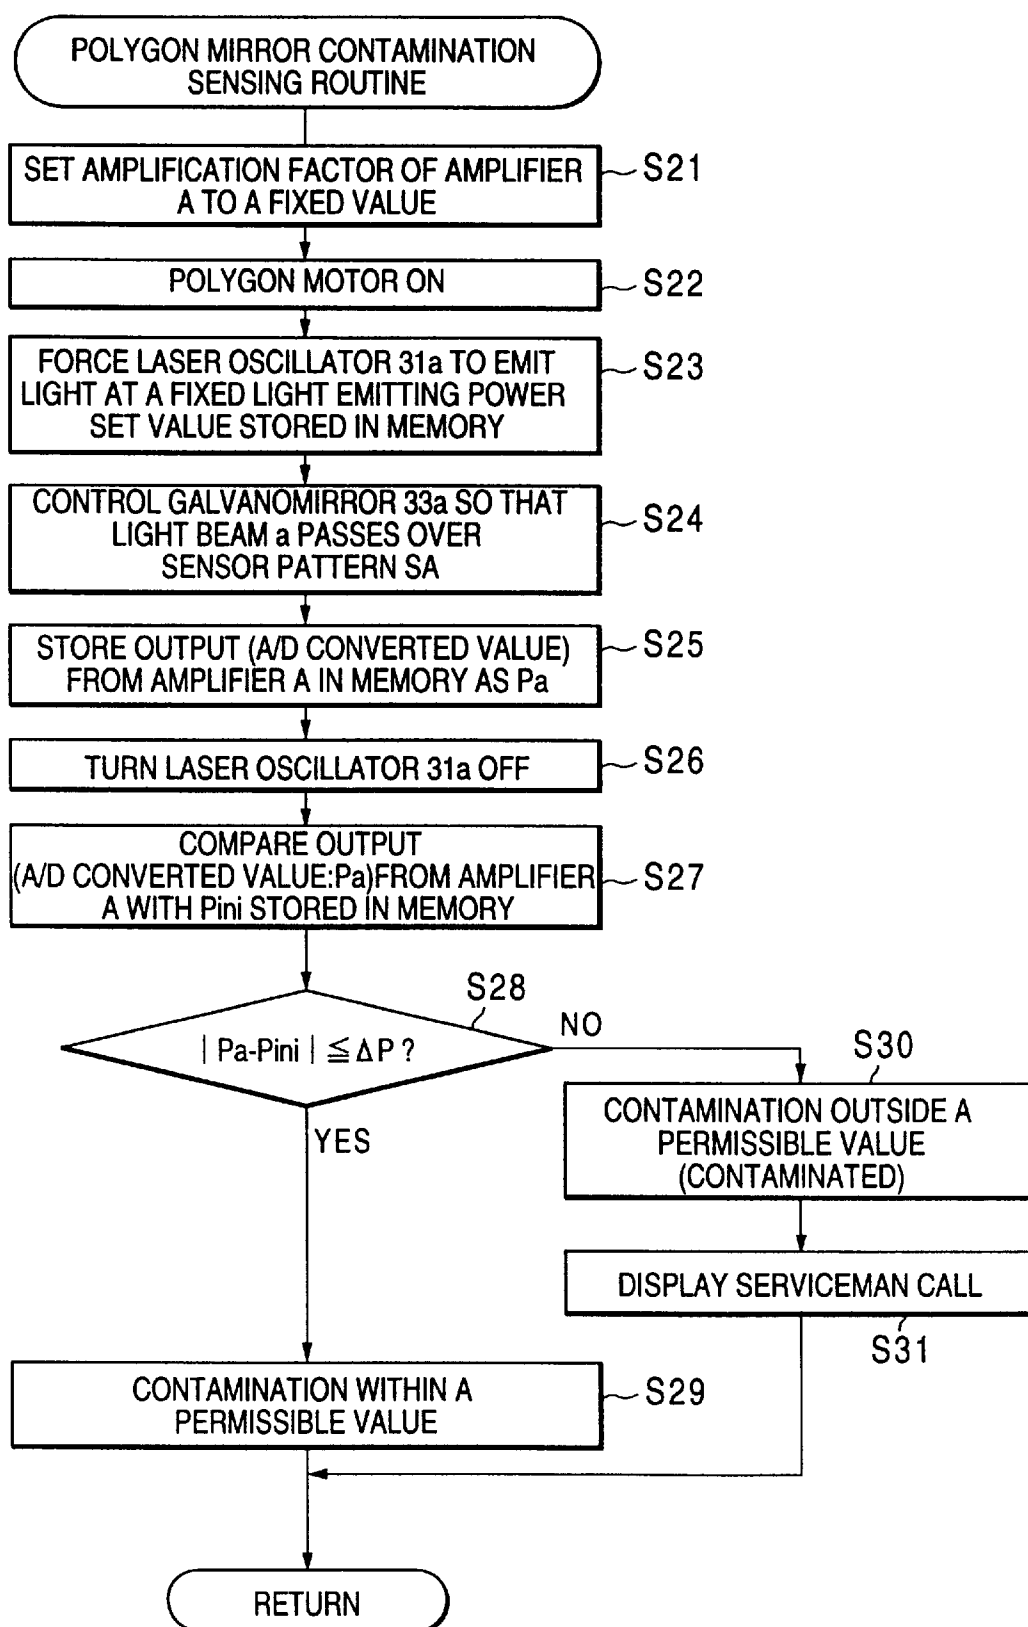 POLYGON MIRROR CONTAMINATION
SENSING ROUTINE
SET AMPLIFICATION FACTOR OF AMPLIFIER
A TO A FIXED VALUE
S21
POLYGON MOTOR ON
S22
FORCE LASER OSCILLATOR 31a TO EMIT
LIGHT AT A FIXED LIGHT EMITTING POWER
SET VALUE STORED IN MEMORY
S23
CONTROL GALVANOMIRROR 33a SO THAT
LIGHT BEAM a PASSES OVER
SENSOR PATTERN SA
S24
STORE OUTPUT (A/D CONVERTED VALUE)
FROM AMPLIFIER A IN MEMORY AS Pa
S25
TURN LASER OSCILLATOR 31a OFF
S26
COMPARE OUTPUT
(A/D CONVERTED VALUE:Pa)FROM AMPLIFIER
A WITH Pini STORED IN MEMORY
S27
S28
| Pa-Pini | ≦ ΔP ?
NO
YES
S30
CONTAMINATION OUTSIDE A
PERMISSIBLE VALUE
(CONTAMINATED)
DISPLAY SERVICEMAN CALL
S31
CONTAMINATION WITHIN A
PERMISSIBLE VALUE
S29
RETURN